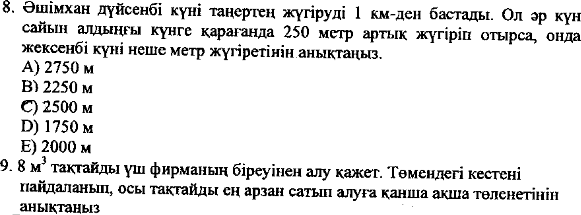 8. Әшімхан дүйсенбі күні таңертең жүгіруді 1 км-ден бастады. Ол әр күн
сайын алдыңғы күнге қарағанда 250 метр артық жүгіріп отырса, онда
жексенбі күні неше метр жүгіретінін анықтаңыз.
A) 2750 м
B) 2250 м
C) 2500 м
D) 1750 м
E) 2000 м
9. 8 м³ тақтайды үш фирманың біреуінен алу қажет. Төмендегі кестені
пайдаланып, осы тақтайды ең арзан сатып алуға қанша ақша төленетінін
анықтаңыз